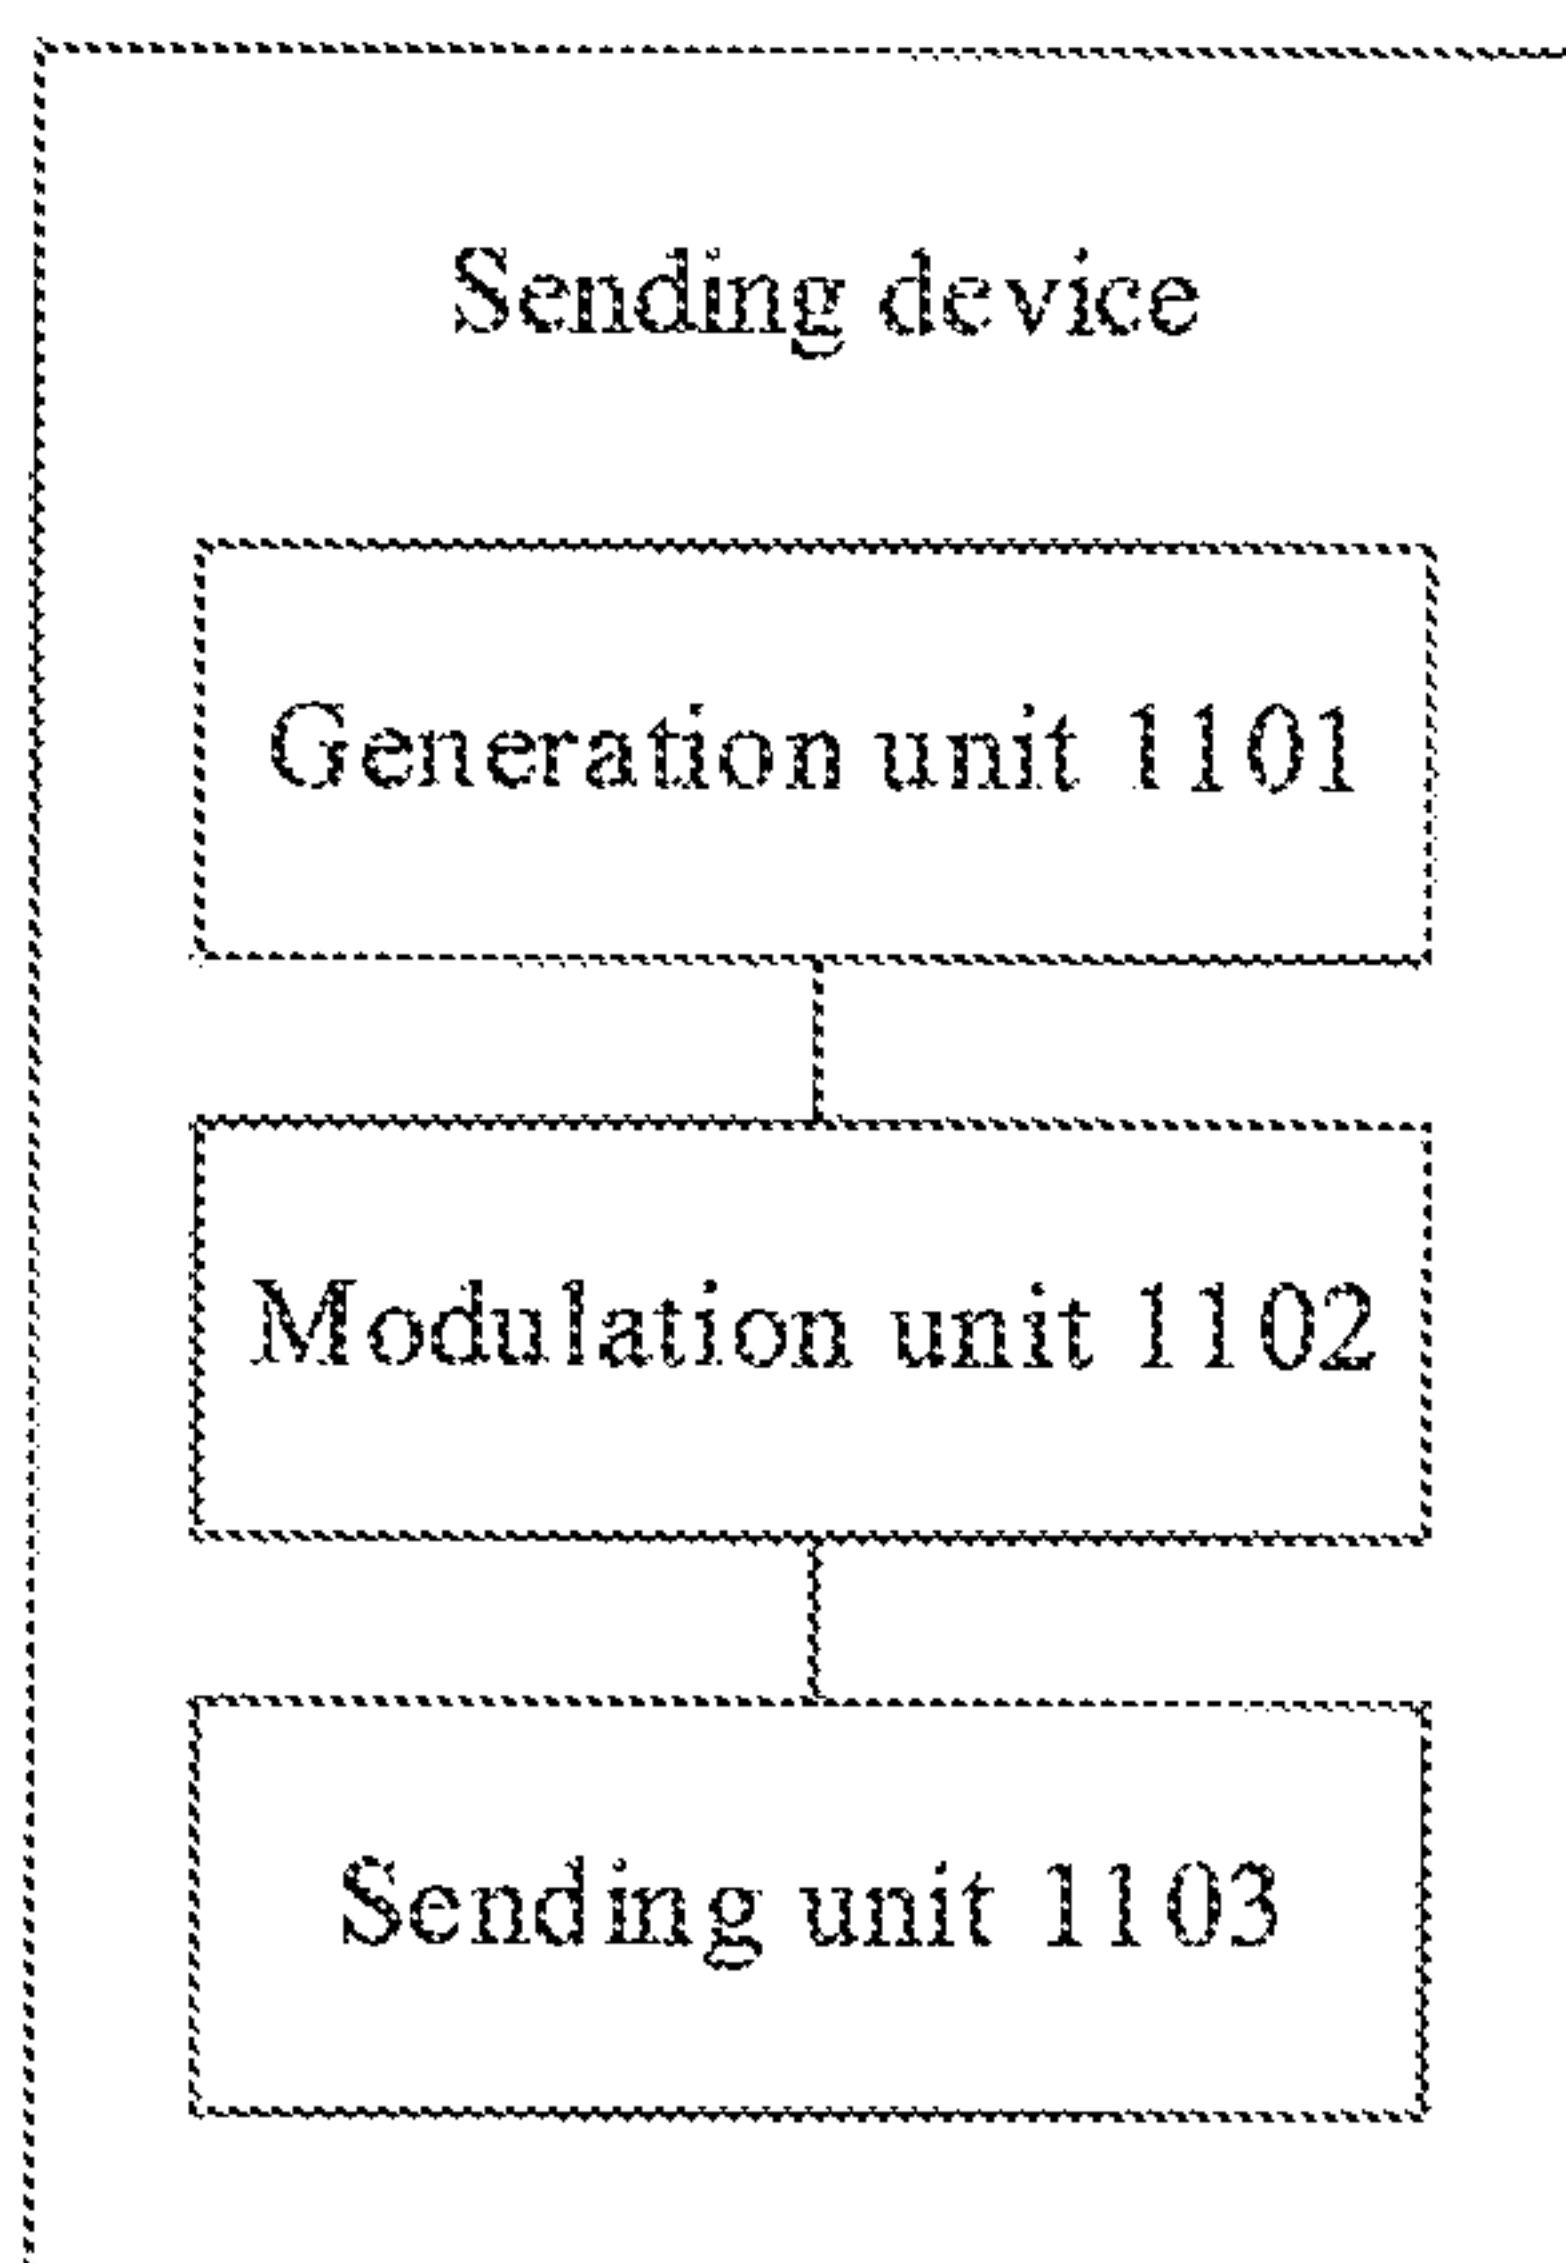 Sending device
Generation unit 1101
Modulation unit 1102
Sending unit 1103